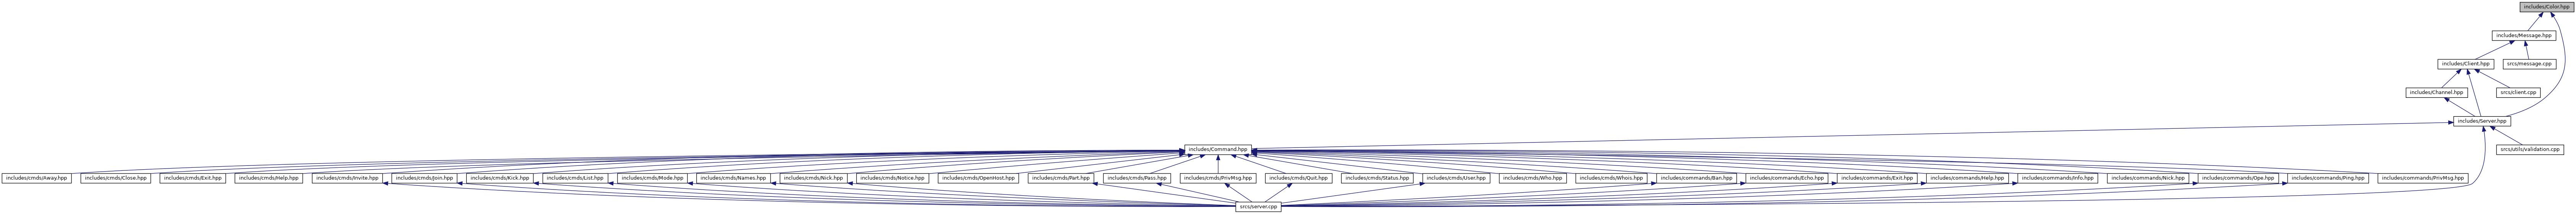 includes/Color.hpp
includes/Message.hpp
includes/Client.hpp
srcs/message.cpp
includes/Channel.hpp
srcs/client.cpp
includes/Server.hpp
includes/Command.hpp
srcs/utils/validation.cpp
includes/cmds/Away.hpp
includes/cmds/Close.hpp
includes/cmds/Exit.hpp
includes/cmds/Help.hpp
includes/cmds/Invite.hpp
includes/cmds/Join.hpp
includes/cmds/Kick.hpp
includes/cmds/List.hpp
includes/cmds/Mode.hpp
includes/cmds/Names.hpp
includes/cmds/Nick.hpp
includes/cmds/Notice.hpp
includes/cmds/OpenHost.hpp
includes/cmds/Part.hpp
includes/cmds/Pass.hpp
includes/cmds/PrivMsg.hpp
includes/cmds/Quit.hpp
includes/cmds/Status.hpp
includes/cmds/User.hpp
includes/cmds/Who.hpp
includes/cmds/Whois.hpp
includes/commands/Ban.hpp
includes/commands/Echo.hpp
includes/commands/Exit.hpp
includes/commands/Help.hpp
includes/commands/Info.hpp
includes/commands/Nick.hpp
includes/commands/Ope.hpp
includes/commands/Ping.hpp
includes/commands/PrivMsg.hpp
srcs/server.cpp